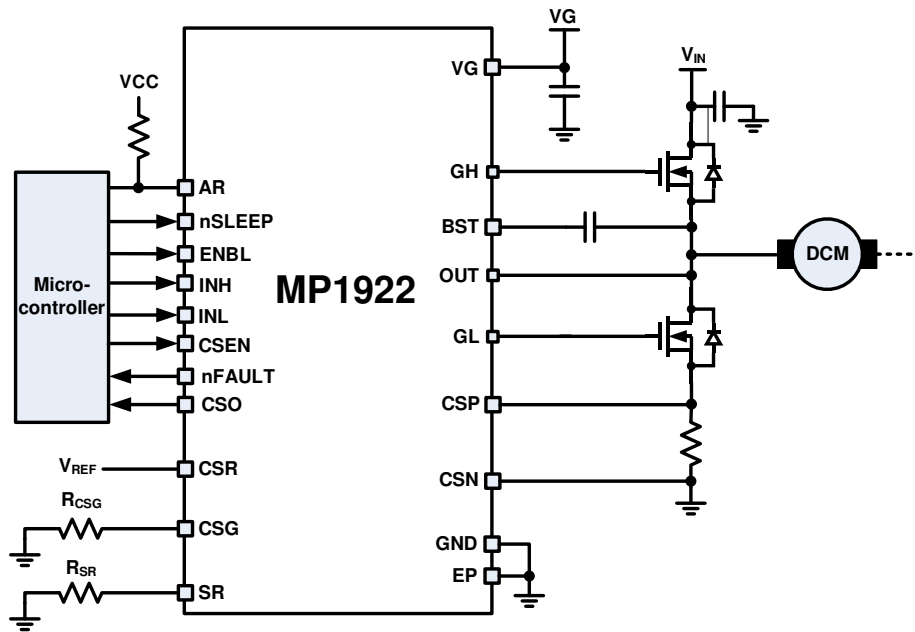 VG
VCC
VG
VIN
AR
GH
nSLEEP
BST
ENBL
DCM
INH
OUT
MP1922
Micro-
controller
INL
GL
CSEN
nFAULT
CSO
CSP
VREF
CSR
CSN
RCSG
CSG
GND
RSR
EP
SR